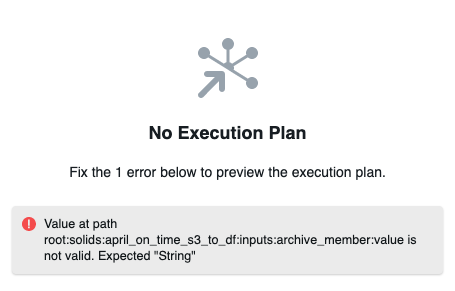 No Execution Plan
Fix the 1 error below to preview the execution plan.
Value at path
root:solids:april_on_time_s3_to_df:inputs:archive_member:value is
not valid. Expected "String"